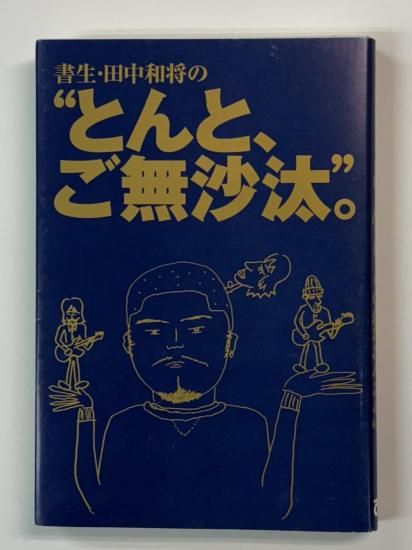 書生・田中和将の
“とんと、
ご無沙汰”。